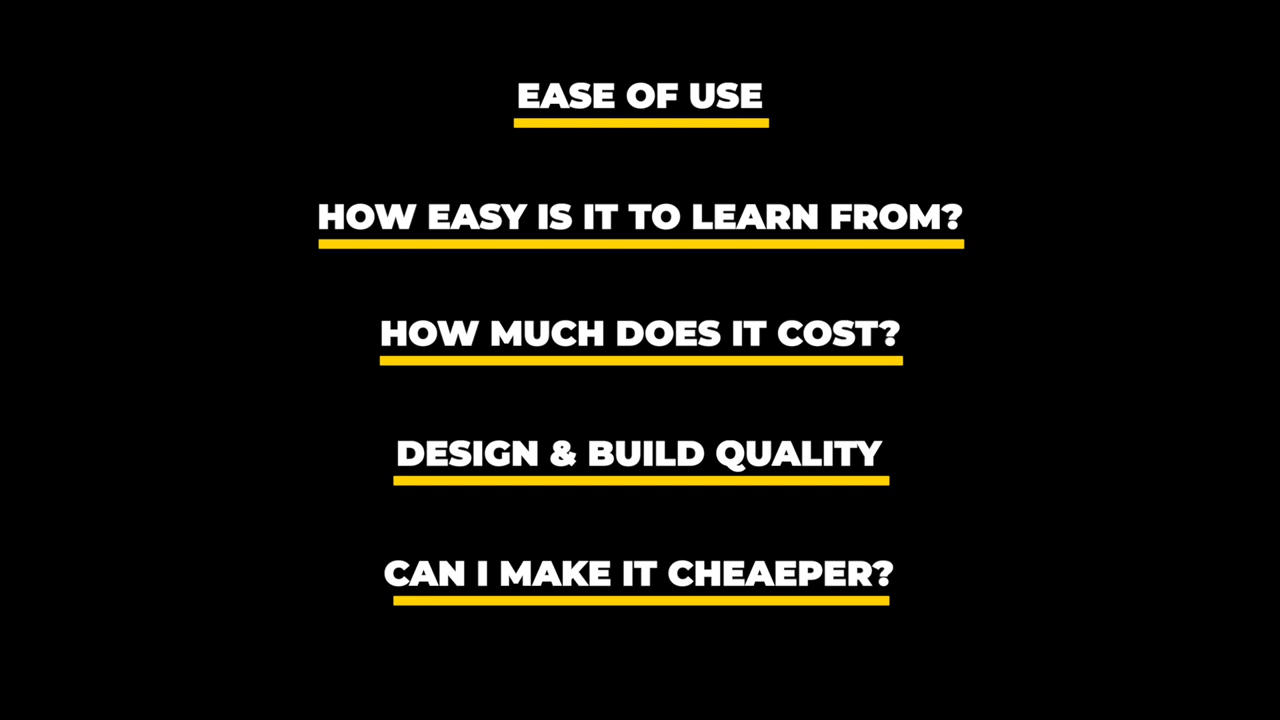 EASE OF USE
HOW EASY IS IT TO LEARN FROM?
HOW MUCH DOES IT COST?
DESIGN & BUILD QUALITY
CAN I MAKE IT CHEAEPER?